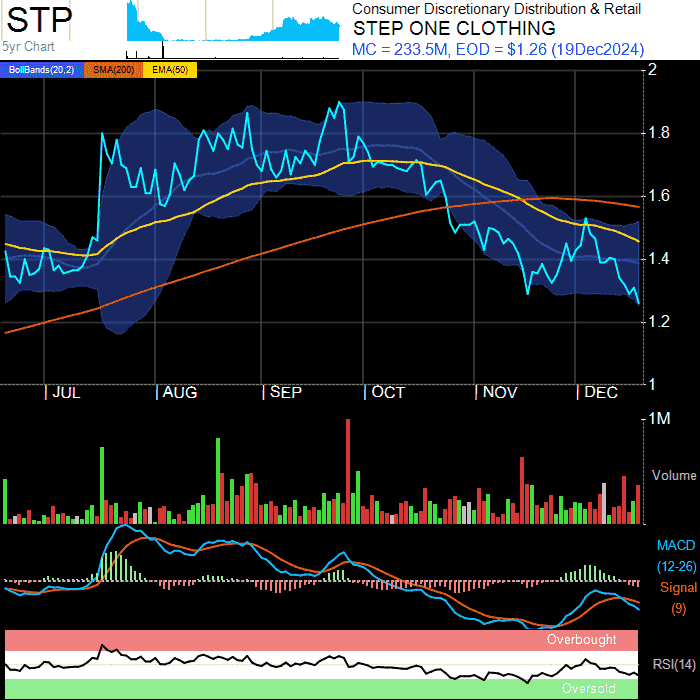 STP
5yr Chart
Consumer Discretionary Distribution & Retail
STEP ONE CLOTHING
MC = 233.5M, EOD = $1.26 (19Dec2024)
BollBands(20,2) SMA(200) EMA(50)
2
1.8
1.6
1.4
1.2
1
JUL AUG SEP OCT NOV DEC
1M
Volume
MACD
(12-26)
Signal
(9)
Overbought
RSI(14)
Oversold